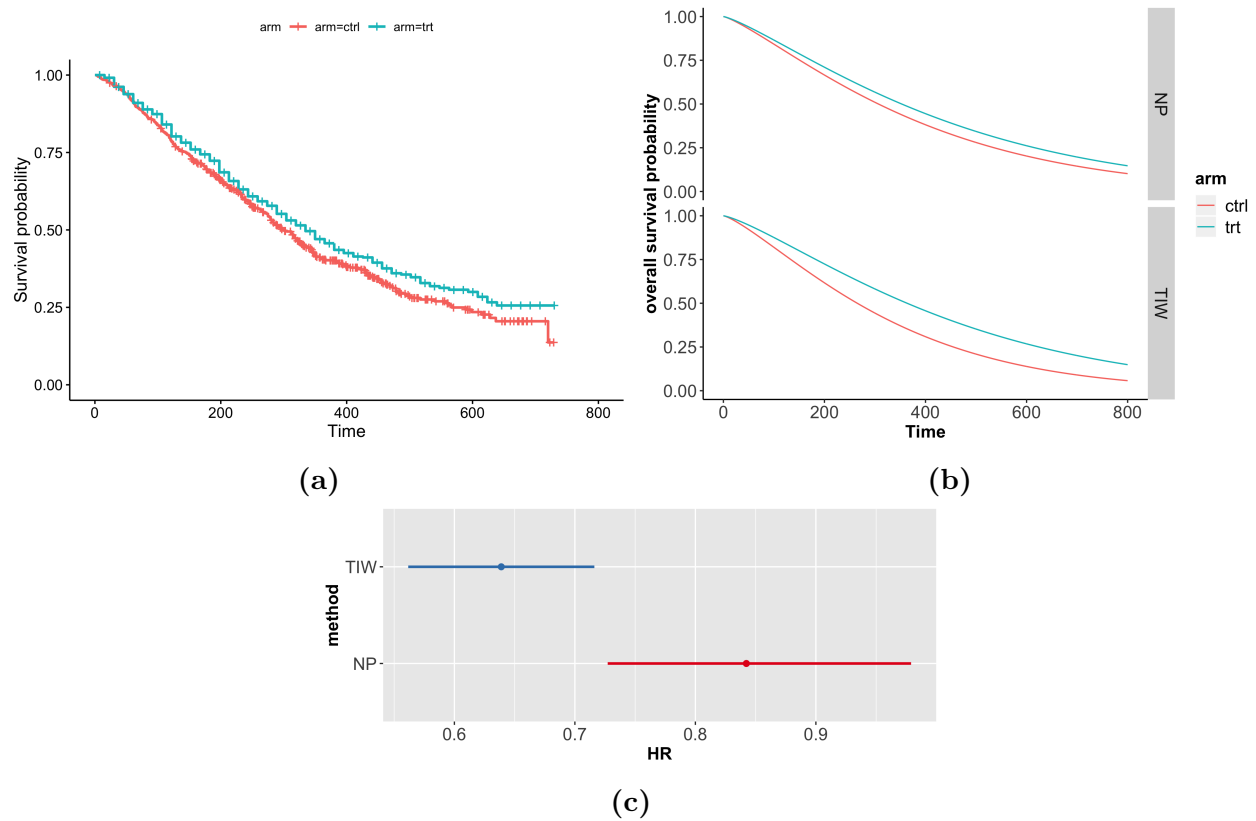 arm arm=ctrl arm=trt
1.00
0.75
0.50
0.25
0.00
Survival probability
0 200 400 600 800
Time
(a)
1.00
0.75
0.50
0.25
0.00
NP
1.00
0.75
0.50
0.25
0.00
TIW
overall survival probability
0 200 400 600 800
Time
arm
ctrl
trt
(b)
TIW
NP
method
0.6 0.7 0.8 0.9
HR
(c)